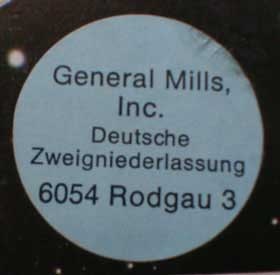 General Mills,
Inc.
Deutsche
Zweigniederlassung
6054 Rodgau 3